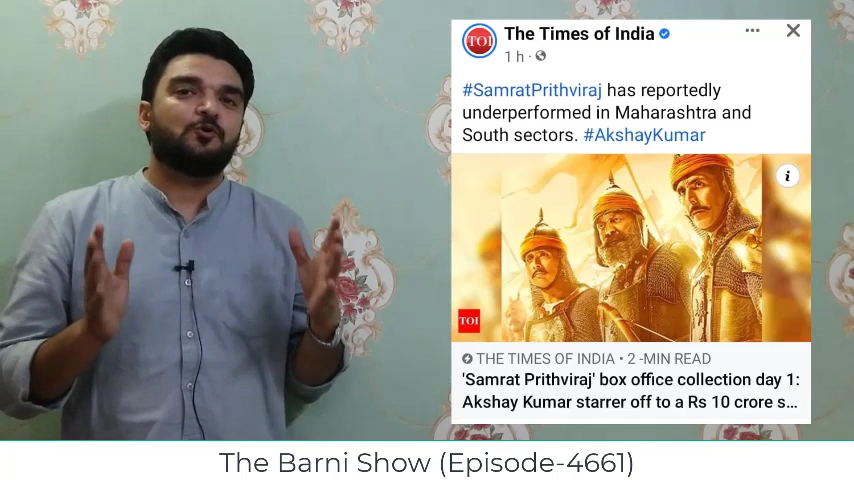 TOI
The Times of India
1 h
#SamratPrithviraj has reportedly
underperformed in Maharashtra and
South sectors. #AkshayKumar
TOI
THE TIMES OF INDIA • 2 -MIN READ
'Samrat Prithviraj' box office collection day 1:
Akshay Kumar starrer off to a Rs 10 crore s...
The Barni Show (Episode-4661)